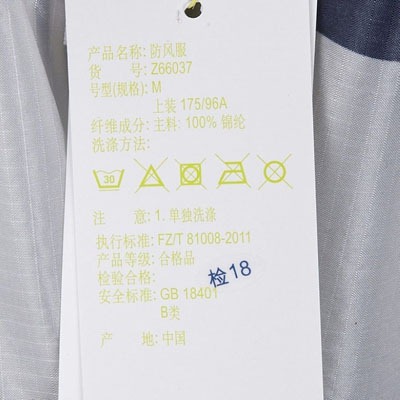 产品名称: 防风服
货 号: Z66037
号型(规格): M
上装 175/96A
纤维成分: 主料: 100% 锦纶
洗涤方法:
30
注 意: 1. 单独洗涤
执行标准: FZ/T 81008-2011
产品等级: 合格品
检验合格:
检18
安全标准: GB 18401
B类
产 地: 中国